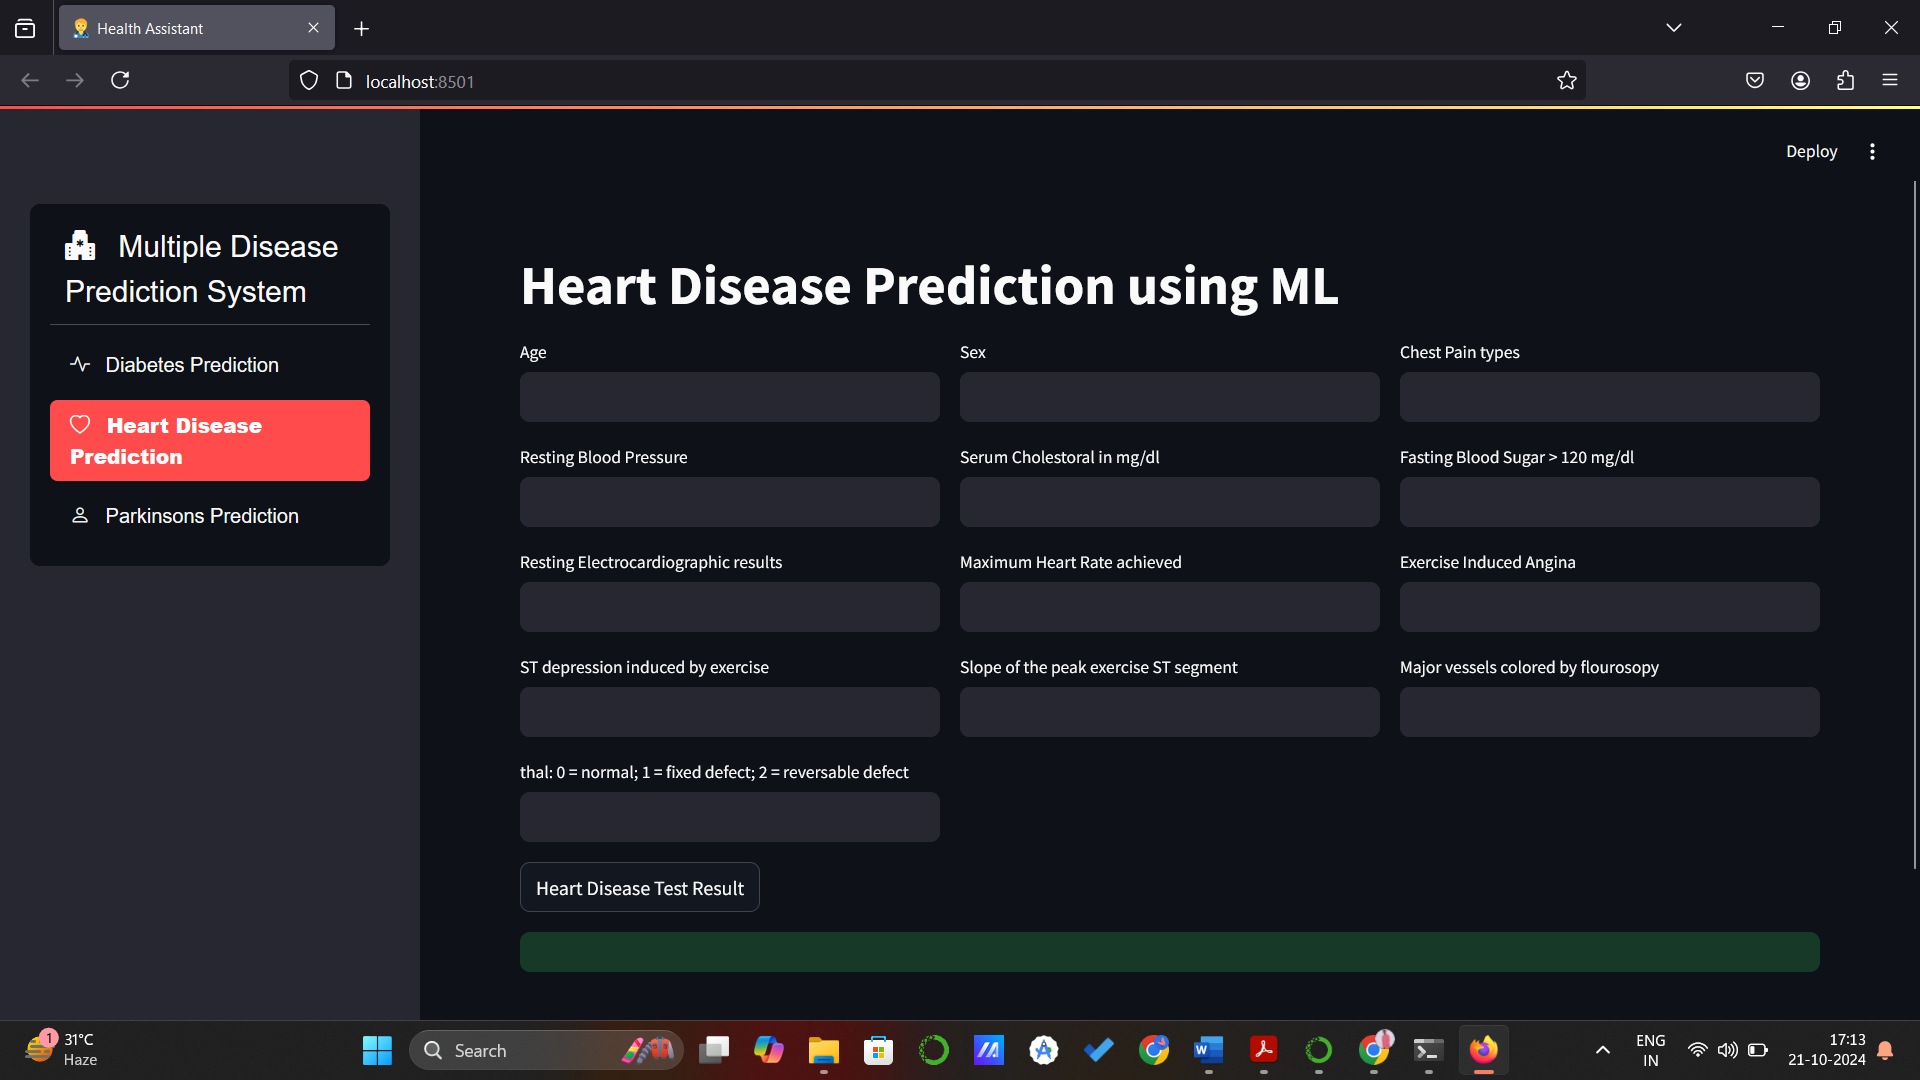 Health Assistant
localhost:8501
Deploy
Multiple Disease
Prediction System
Diabetes Prediction
Heart Disease
Prediction
Parkinsons Prediction
Heart Disease Prediction using ML
Age
Sex
Chest Pain types
Resting Blood Pressure
Serum Cholestoral in mg/dl
Fasting Blood Sugar > 120 mg/dl
Resting Electrocardiographic results
Maximum Heart Rate achieved
Exercise Induced Angina
ST depression induced by exercise
Slope of the peak exercise ST segment
Major vessels colored by flourosopy
thal: 0 = normal; 1 = fixed defect; 2 = reversable defect
Heart Disease Test Result
1
31°C
Haze
Search
ENG
IN
17:13
21-10-2024